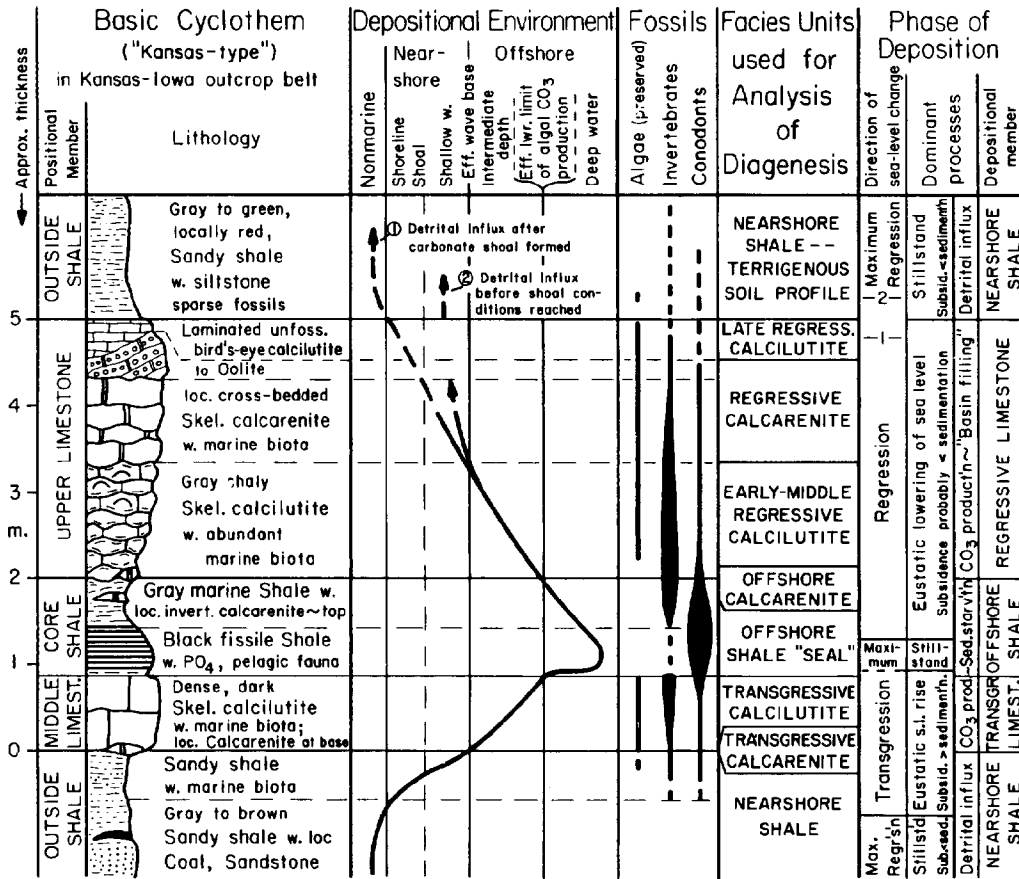 Basic Cyclothem
("Kansas-type")
in Kansas-Iowa outcrop belt
Depositional Environment
Fossils
Facies Units
used for
Analysis
of
Diagenesis
Phase of
Deposition
Approx. thickness
Positional
Member
Lithology
Near-
shore
Offshore
Nonmarine
Shoreline
Shoal
Shallow w.
Eff. wave base
Intermediate
depth
Eff. lwr. limit
of algal CO3
production
Deep water
Algae (preserved)
Invertebrates
Conodonts
Direction of
sea-level change
Dominant
processes
Depositional
member
OUTSIDE
SHALE
Gray to green,
locally red,
Sandy shale
w. siltstone
sparse fossils
① Detrital Influx after
carbonate shoal formed
② Detrital Influx
before shoal con-
ditions reached
NEARSHORE
SHALE--
TERRIGENOUS
SOIL PROFILE
Maximum
Regression
—2—
Stillstand
Subsid.<sedimentn
Detrital influx
NEARSHORE
SHALE
5
4
3
m.
2
1
0
UPPER LIMESTONE
Laminated unfoss.
bird's-eye calcilutite
to Oolite
loc. cross-bedded
Skel. calcarenite
w. marine biota
Gray shaly
Skel. calcilutite
w. abundant
marine biota
LATE REGRESS.
CALCILUTITE
REGRESSIVE
CALCARENITE
EARLY-MIDDLE
REGRESSIVE
CALCILUTITE
—1—
Regression
Eustatic lowering of sea level
Subsidence probably < sedimentation
CO3 product'n~"Basin filling"
REGRESSIVE LIMESTONE
CORE
SHALE
Gray marine Shale w.
loc. invert. calcarenite~top
Black fissile Shale
w. PO4, pelagic fauna
OFFSHORE
CALCARENITE
OFFSHORE
SHALE "SEAL"
Maxi-
mum
Still-
stand
Sed.starv'tn
OFFSHORE
SHALE
MIDDLE
LIMEST.
Dense, dark
Skel. calcilutite
w. marine biota;
loc. Calcarenite at base
TRANSGRESSIVE
CALCILUTITE
TRANSGRESSIVE
CALCARENITE
Transgression
Eustatic s.l. rise
Subsid. >sedimentn.
CO3 prod.~
TRANSGR.
LIMEST.
OUTSIDE
SHALE
Sandy shale
w. marine biota
Gray to brown
Sandy shale w. loc
Coal, Sandstone
NEARSHORE
SHALE
Max.
Regr'sn
Stillst'd
Sub.<sed.
Detrital influx
NEARSHORE
SHALE